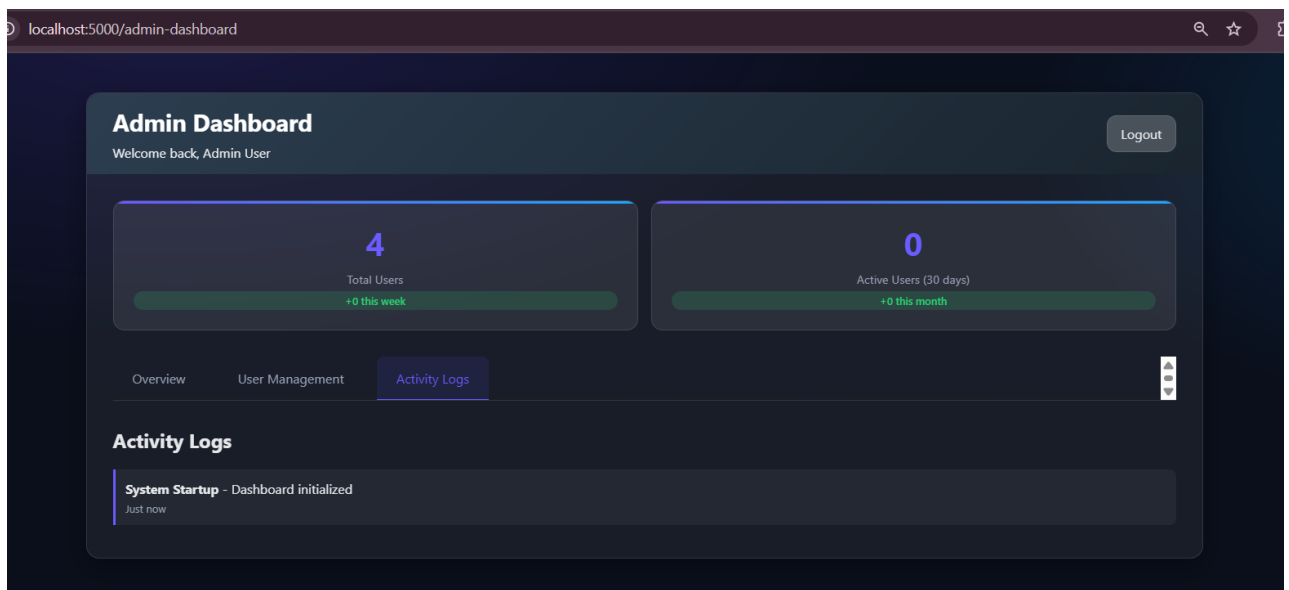 localhost:5000/admin-dashboard
Admin Dashboard
Welcome back, Admin User
Logout
4
Total Users
+0 this week
0
Active Users (30 days)
+0 this month
Overview
User Management
Activity Logs
Activity Logs
System Startup - Dashboard initialized
Just now